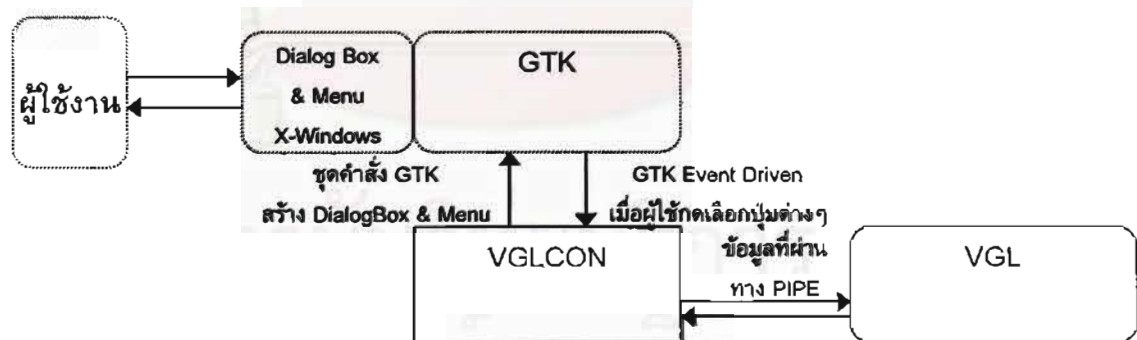 ผู้ใช้งาน
Dialog Box
& Menu
X-Windows
GTK
ชุดคำสั่ง GTK
สร้าง DialogBox & Menu
GTK Event Driven
เมื่อผู้ใช้กดเลือกปุ่มต่างๆ
VGLCON
ข้อมูลที่ผ่าน
ทาง PIPE
VGL